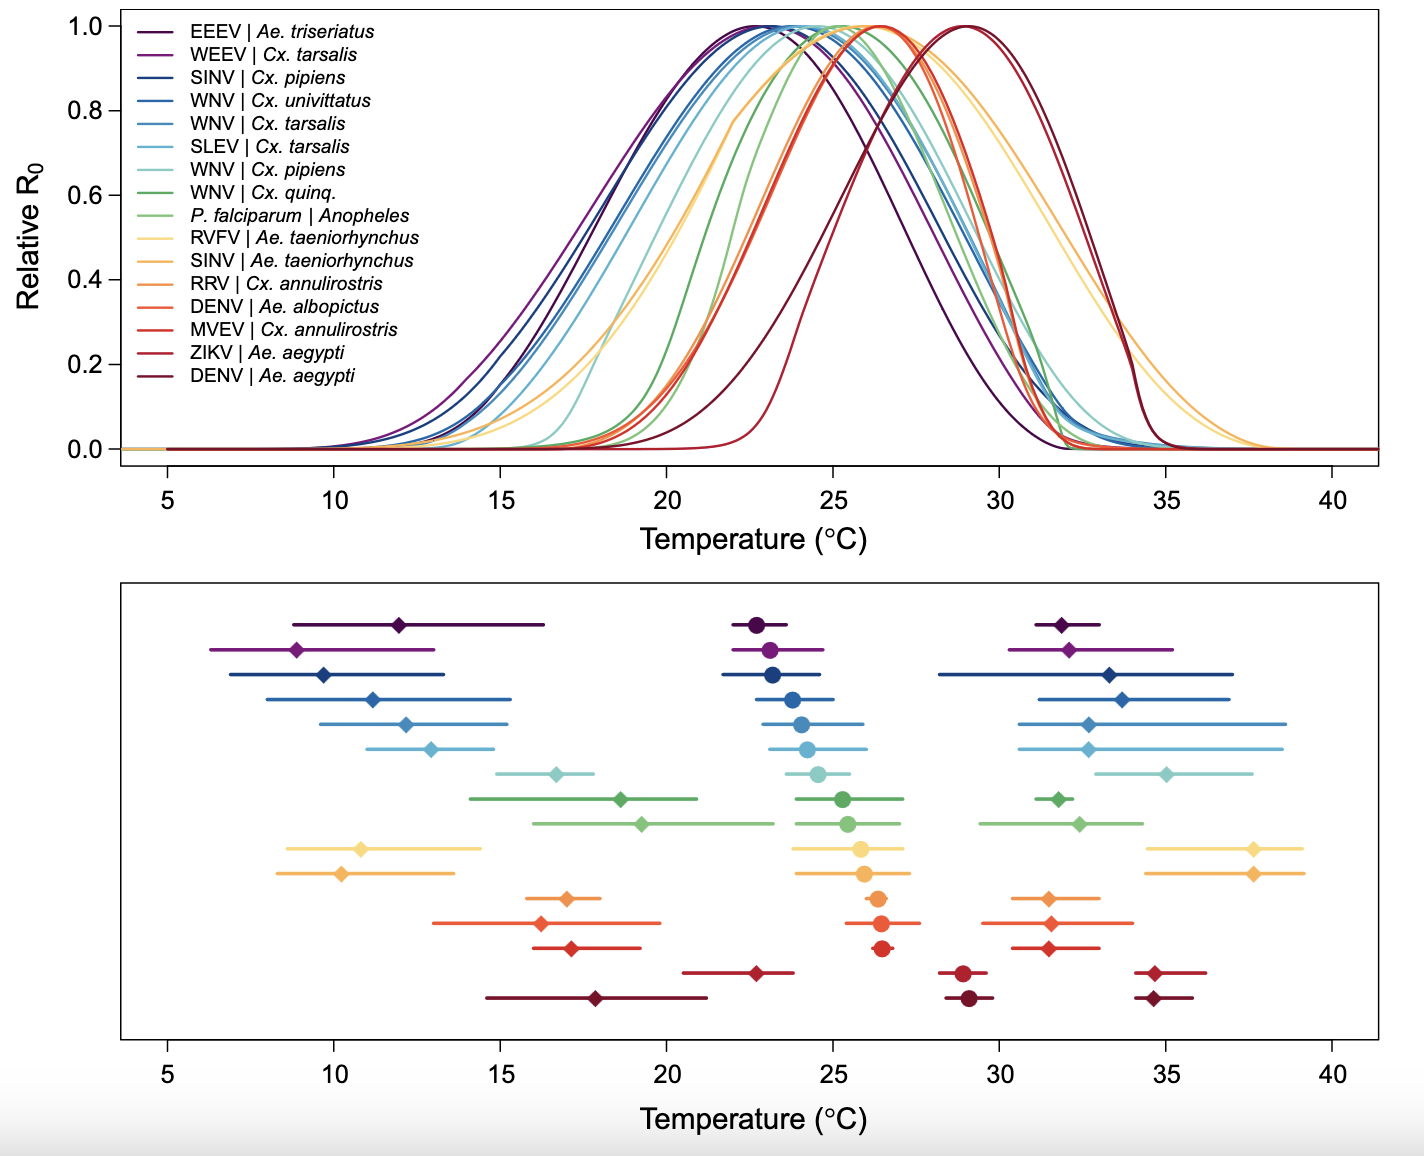 Relative R0
1.0
0.8
0.6
0.4
0.2
0.0
EEEV | Ae. triseriatus
WEEV | Cx. tarsalis
SINV | Cx. pipiens
WNV | Cx. univittatus
WNV | Cx. tarsalis
SLEV | Cx. tarsalis
WNV | Cx. pipiens
WNV | Cx. quinq.
P. falciparum | Anopheles
RVFV | Ae. taeniorhynchus
SINV | Ae. taeniorhynchus
RRV | Cx. annulirostris
DENV | Ae. albopictus
MVEV | Cx. annulirostris
ZIKV | Ae. aegypti
DENV | Ae. aegypti
5 10 15 20 25 30 35 40
Temperature (°C)
5 10 15 20 25 30 35 40
Temperature (°C)